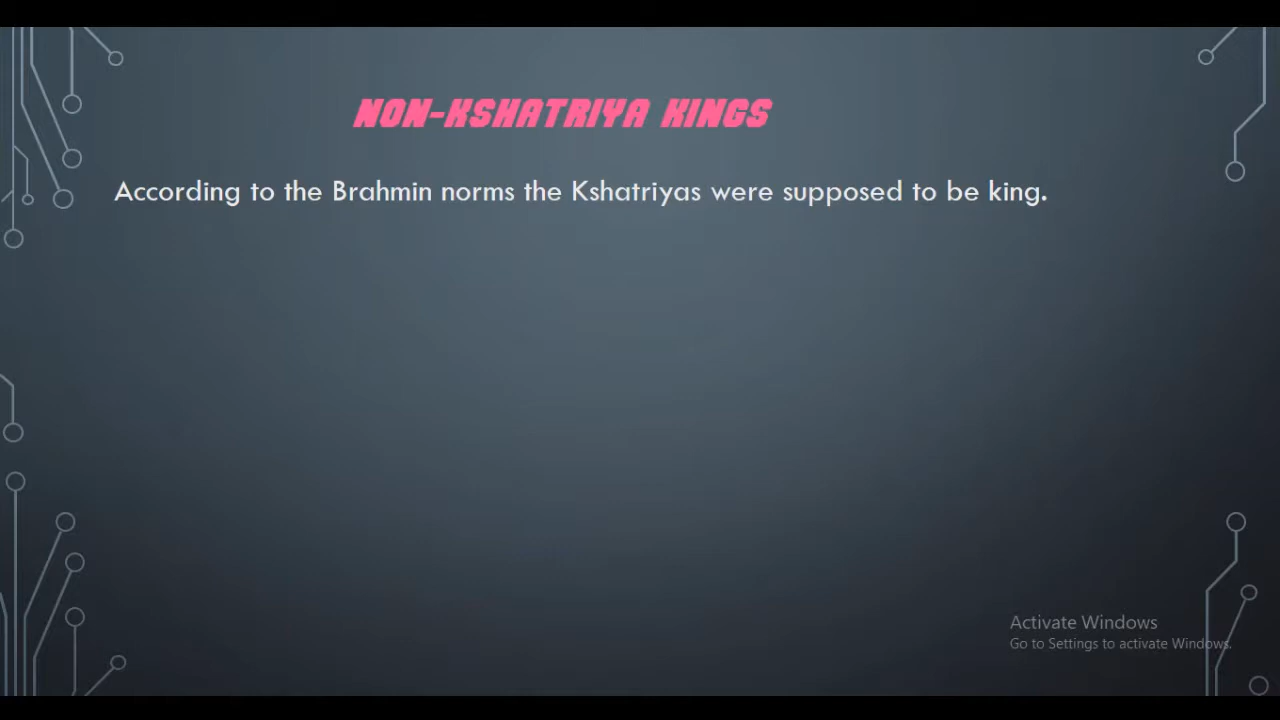 NON-KSHATRIYA KINGS
According to the Brahmin norms the Kshatriyas were supposed to be king.
Activate Windows
Go to Settings to activate Windows.